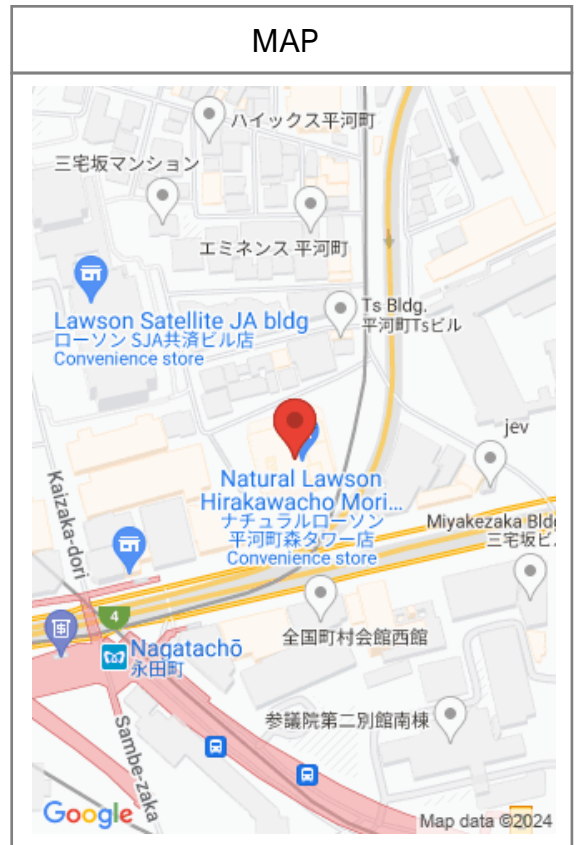 MAP
ハイックス平河町
三宅坂マンション
エミネンス 平河町
Lawson Satellite JA bldg
ローソン SJA共済ビル店
Convenience store
Ts Bldg.
平河町Tsビル
jev
Natural Lawson
Hirakawacho Mori...
ナチュラルローソン
平河町森タワー店
Convenience store
Kaizaka-dori
Miyakezaka Bldg
三宅坂ビ
4
全国町村会館西館
Nagatachō
永田町
参議院第二別館南棟
Sambe-zaka
Google
Map data ©2024